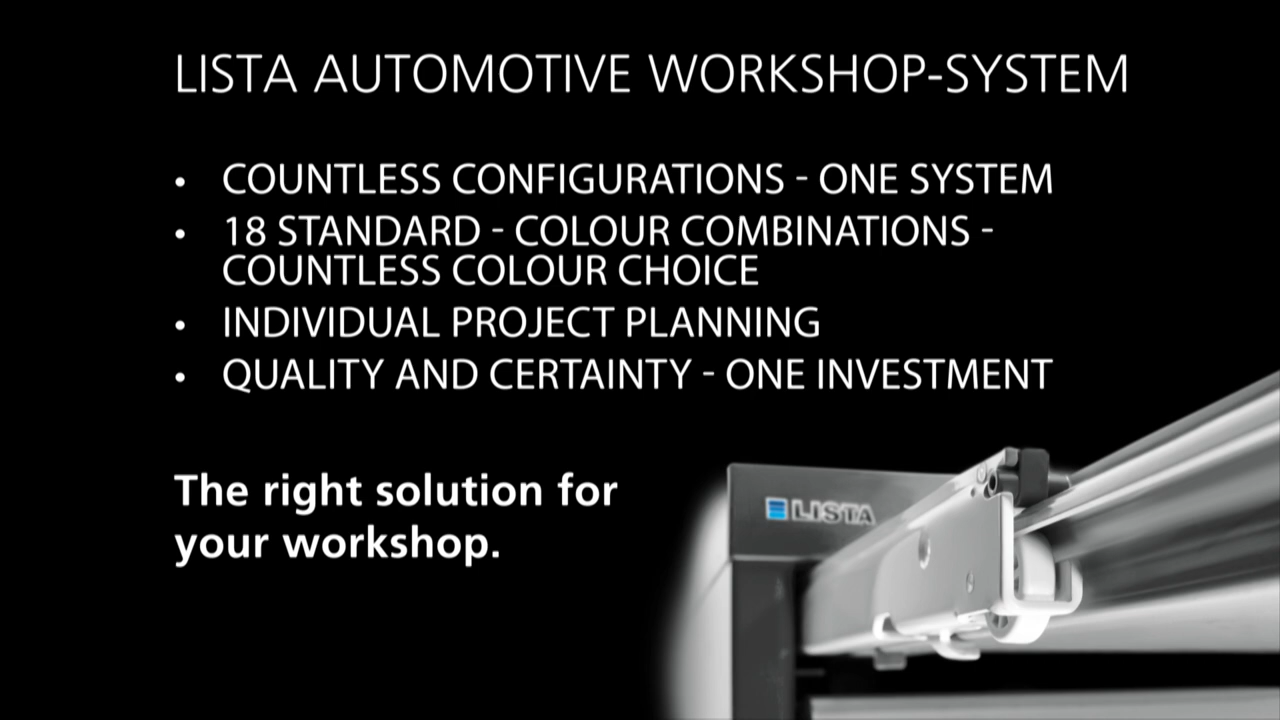 LISTA AUTOMOTIVE WORKSHOP-SYSTEM
• COUNTLESS CONFIGURATIONS - ONE SYSTEM
• 18 STANDARD - COLOUR COMBINATIONS -
COUNTLESS COLOUR CHOICE
• INDIVIDUAL PROJECT PLANNING
• QUALITY AND CERTAINTY - ONE INVESTMENT
The right solution for
your workshop.
LISTA